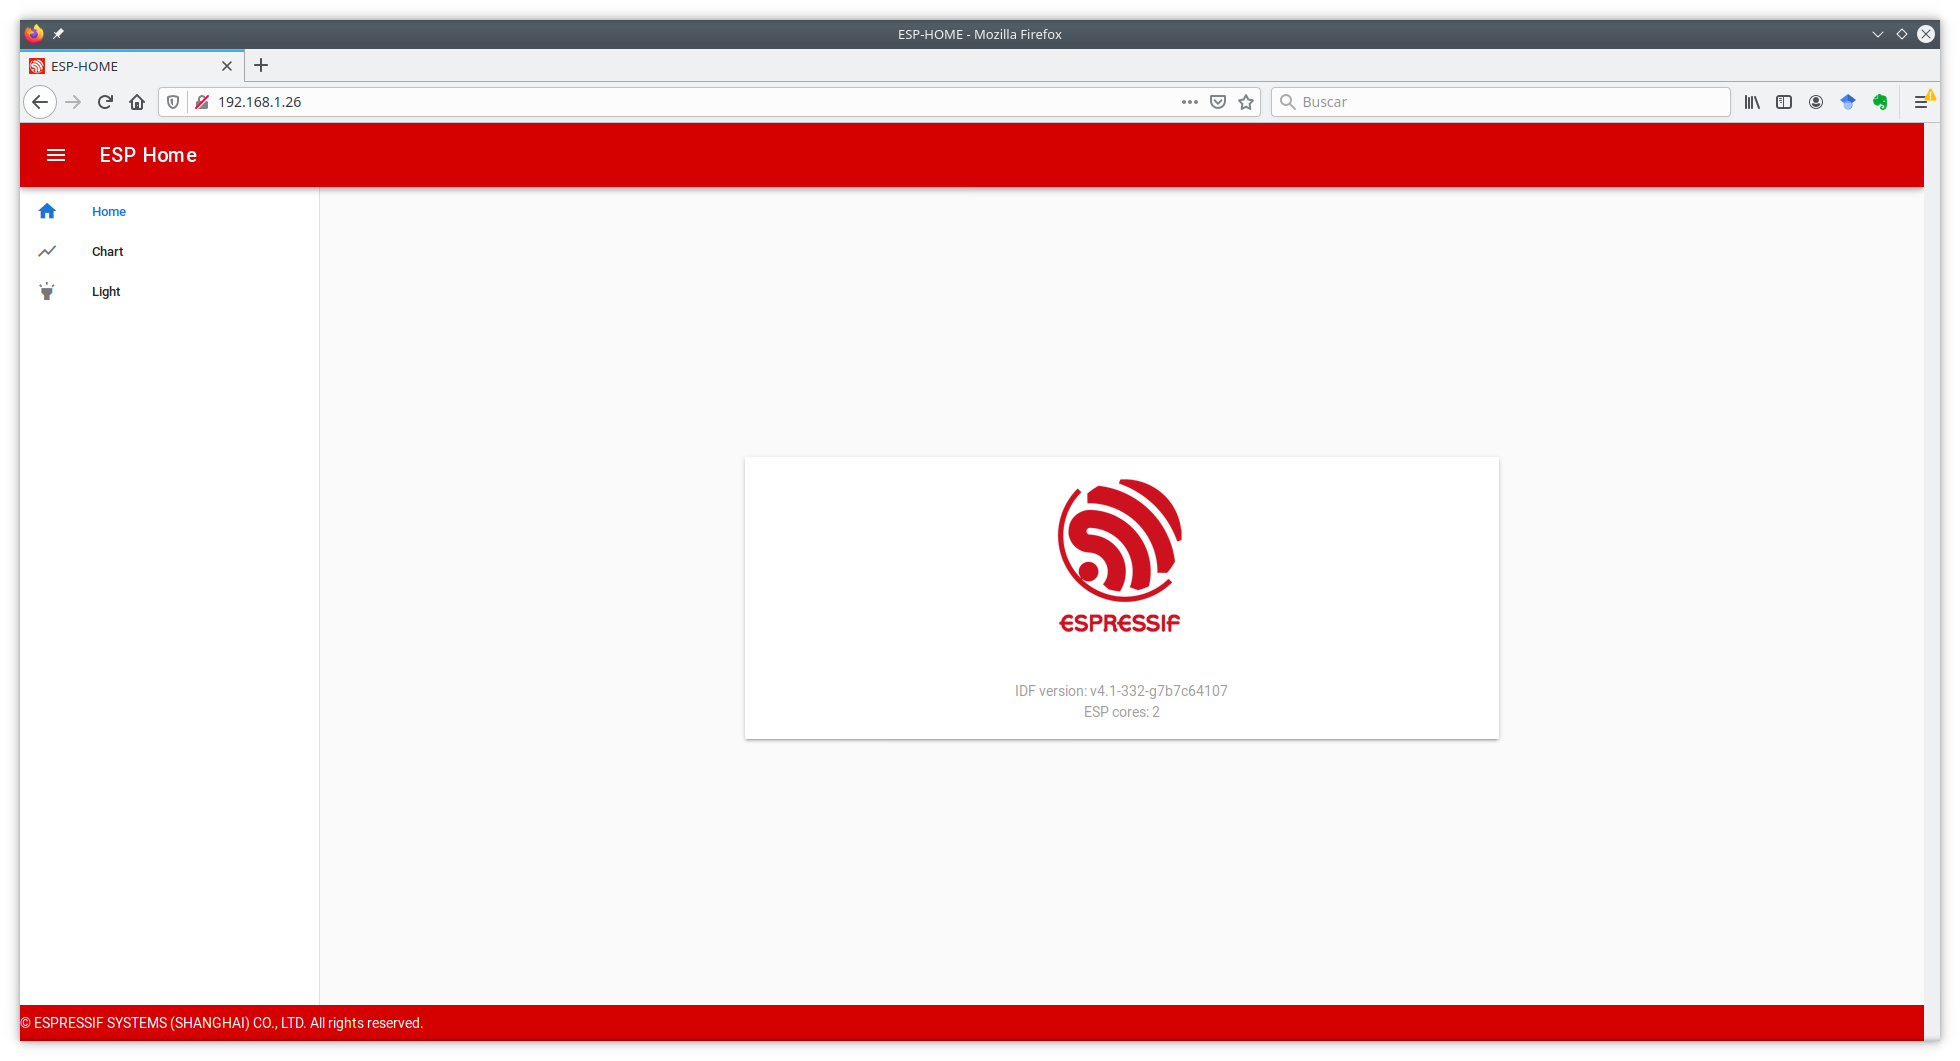 ESP-HOME - Mozilla Firefox
ESP-HOME
192.168.1.26
Buscar
ESP Home
Home
Chart
Light
ESPRESSIF
IDF version: v4.1-332-g7b7c64107
ESP cores: 2
© ESPRESSIF SYSTEMS (SHANGHAI) CO., LTD. All rights reserved.